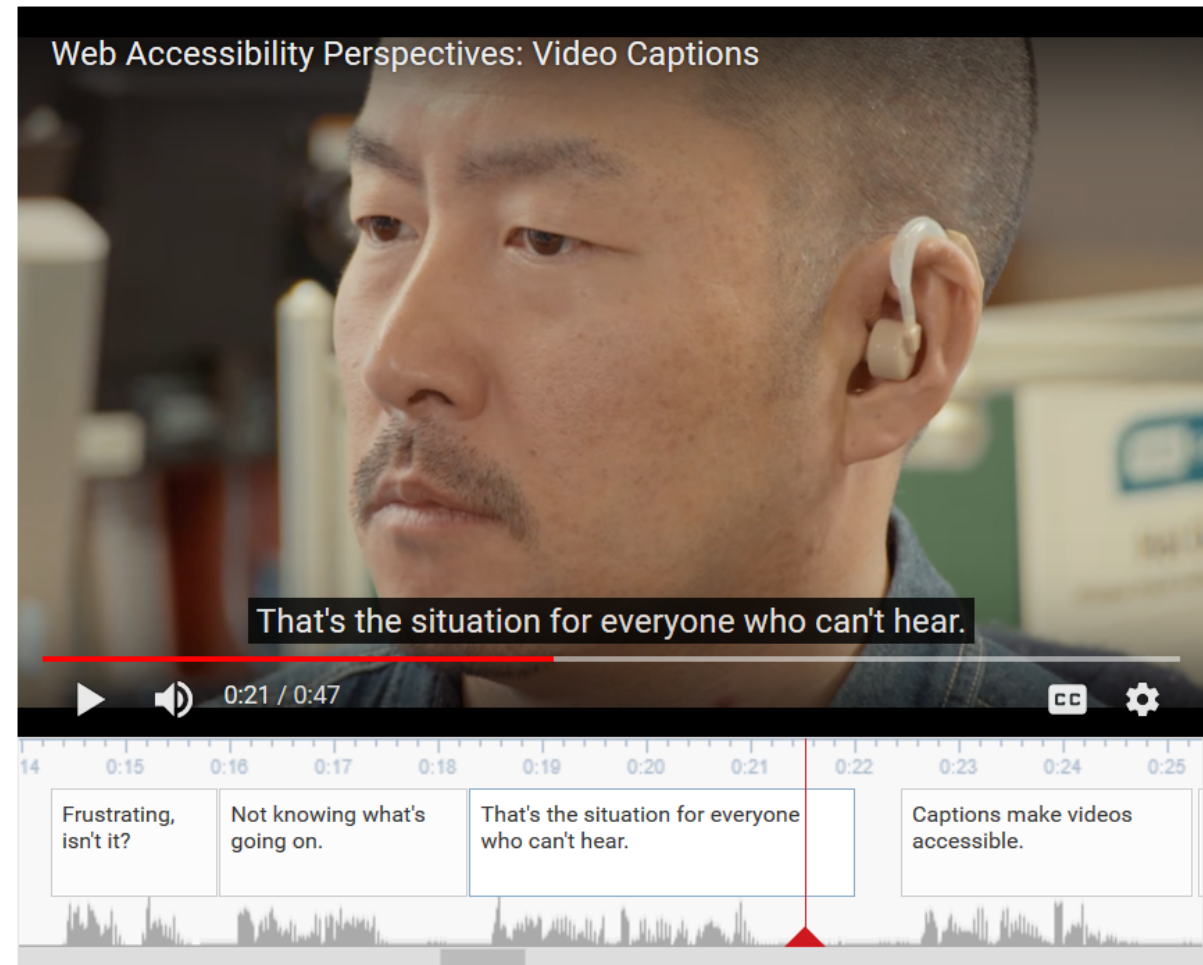 Web Accessibility Perspectives: Video Captions
That's the situation for everyone who can't hear.
0:21 / 0:47
CC
14 0:15 0:16 0:17 0:18 0:19 0:20 0:21 0:22 0:23 0:24 0:25
Frustrating,
isn't it?
Not knowing what's
going on.
That's the situation for everyone
who can't hear.
Captions make videos
accessible.